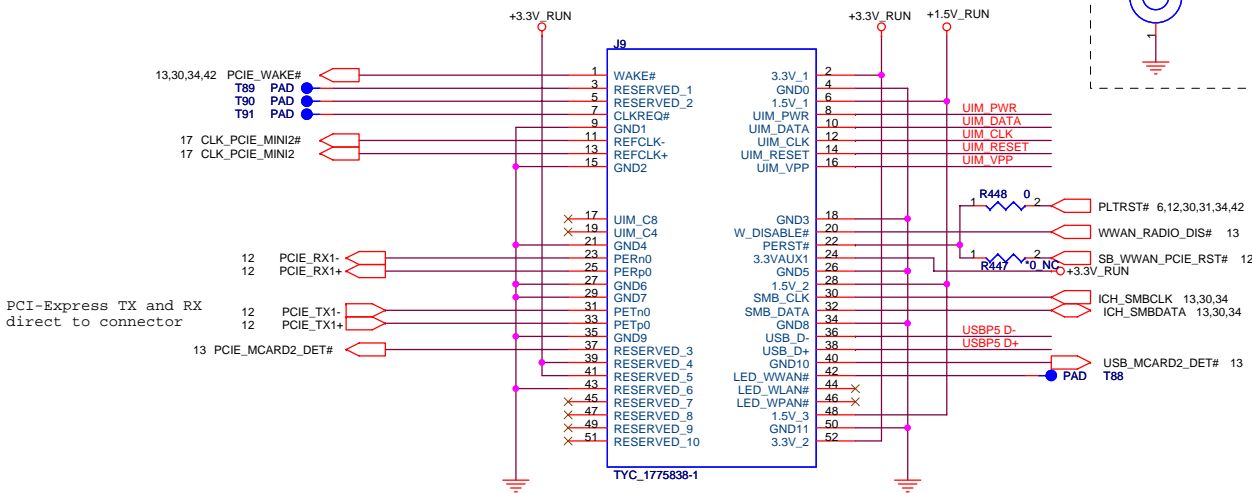 +3.3V_RUN
+3.3V_RUN
+1.5V_RUN
1
J9
13,30,34,42 PCIE_WAKE# 1 WAKE# 3.3V_1 2
T89 PAD 3 RESERVED_1 GND0 4
T90 PAD 5 RESERVED_2 1.5V_1 6
T91 PAD 7 CLKREQ# UIM_PWR 8 UIM_PWR
9 GND1 UIM_DATA 10 UIM_DATA
17 CLK_PCIE_MINI2# 11 REFCLK- UIM_CLK 12 UIM_CLK
17 CLK_PCIE_MINI2 13 REFCLK+ UIM_RESET 14 UIM_RESET
15 GND2 UIM_VPP 16 UIM_VPP
R448 0
1 2 PLTRST# 6,12,30,31,34,42
17 UIM_C8 GND3 18
19 UIM_C4 W_DISABLE# 20 WWAN_RADIO_DIS# 13
21 GND4 PERST# 22
12 PCIE_RX1- 23 PERn0 3.3VAUX1 24 1 2 SB_WWAN_PCIE_RST# 12
R447 *0_NC +3.3V_RUN
12 PCIE_RX1+ 25 PERp0 GND5 26
27 GND6 1.5V_2 28
29 GND7 SMB_CLK 30 ICH_SMBCLK 13,30,34
PCI-Express TX and RX
direct to connector
12 PCIE_TX1- 31 PETn0 SMB_DATA 32 ICH_SMBDATA 13,30,34
12 PCIE_TX1+ 33 PETp0 GND8 34
35 GND9 USB_D- 36 USBP5 D-
13 PCIE_MCARD2_DET# 37 RESERVED_3 USB_D+ 38 USBP5 D+
39 RESERVED_4 GND10 40 USB_MCARD2_DET# 13
41 RESERVED_5 LED_WWAN# 42 PAD T88
43 RESERVED_6 LED_WLAN# 44
45 RESERVED_7 LED_WPAN# 46
47 RESERVED_8 1.5V_3 48
49 RESERVED_9 GND11 50
51 RESERVED_10 3.3V_2 52
TYC_1775838-1